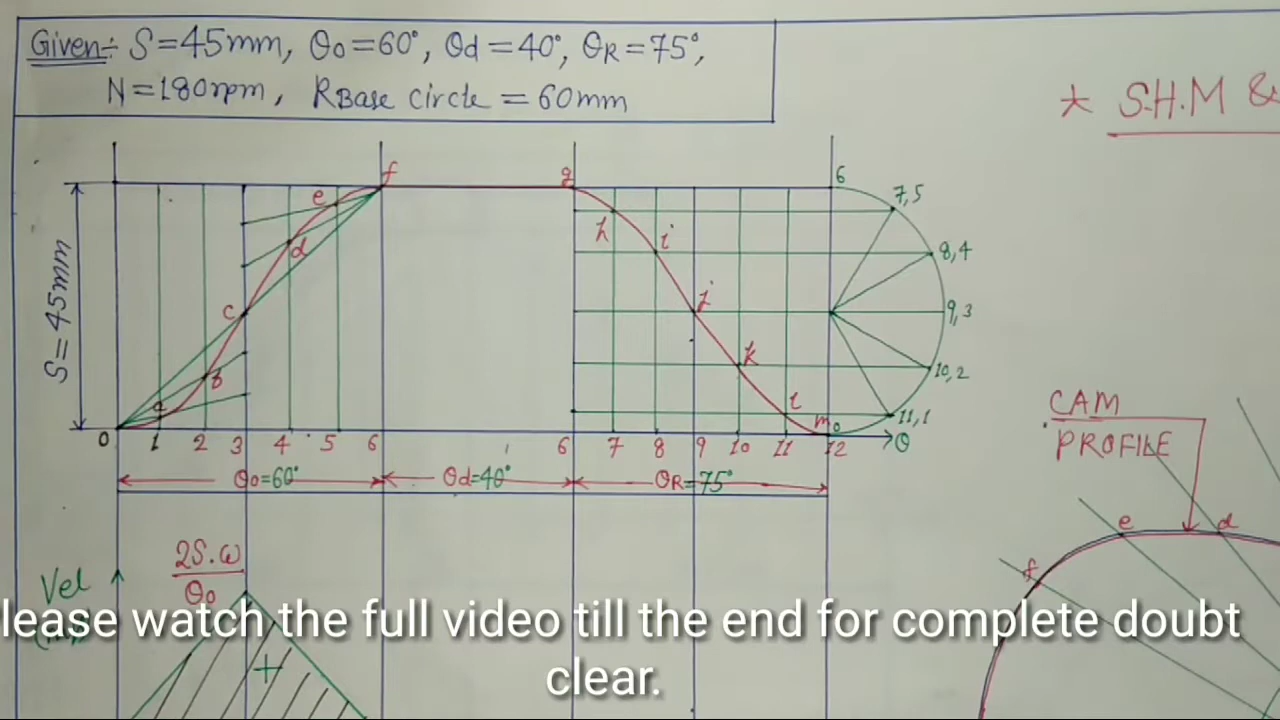 Given:- S=45mm, θo=60°, θd=40°, θR=75°,
N=180rpm, RBase circle = 60mm
* S.H.M &
S=45mm
f
g
6
e
7,5
h
d
i
8,4
c
j
9,3
b
k
10,2
a
l
11,1
m
0
0 1 2 3 4 5 6 6 7 8 9 10 11 12 θ
θo=60° θd=40° θR=75°
CAM
PROFILE
e
d
f
2S.ω
θo
Vel
+
lease watch the full video till the end for complete doubt
clear.